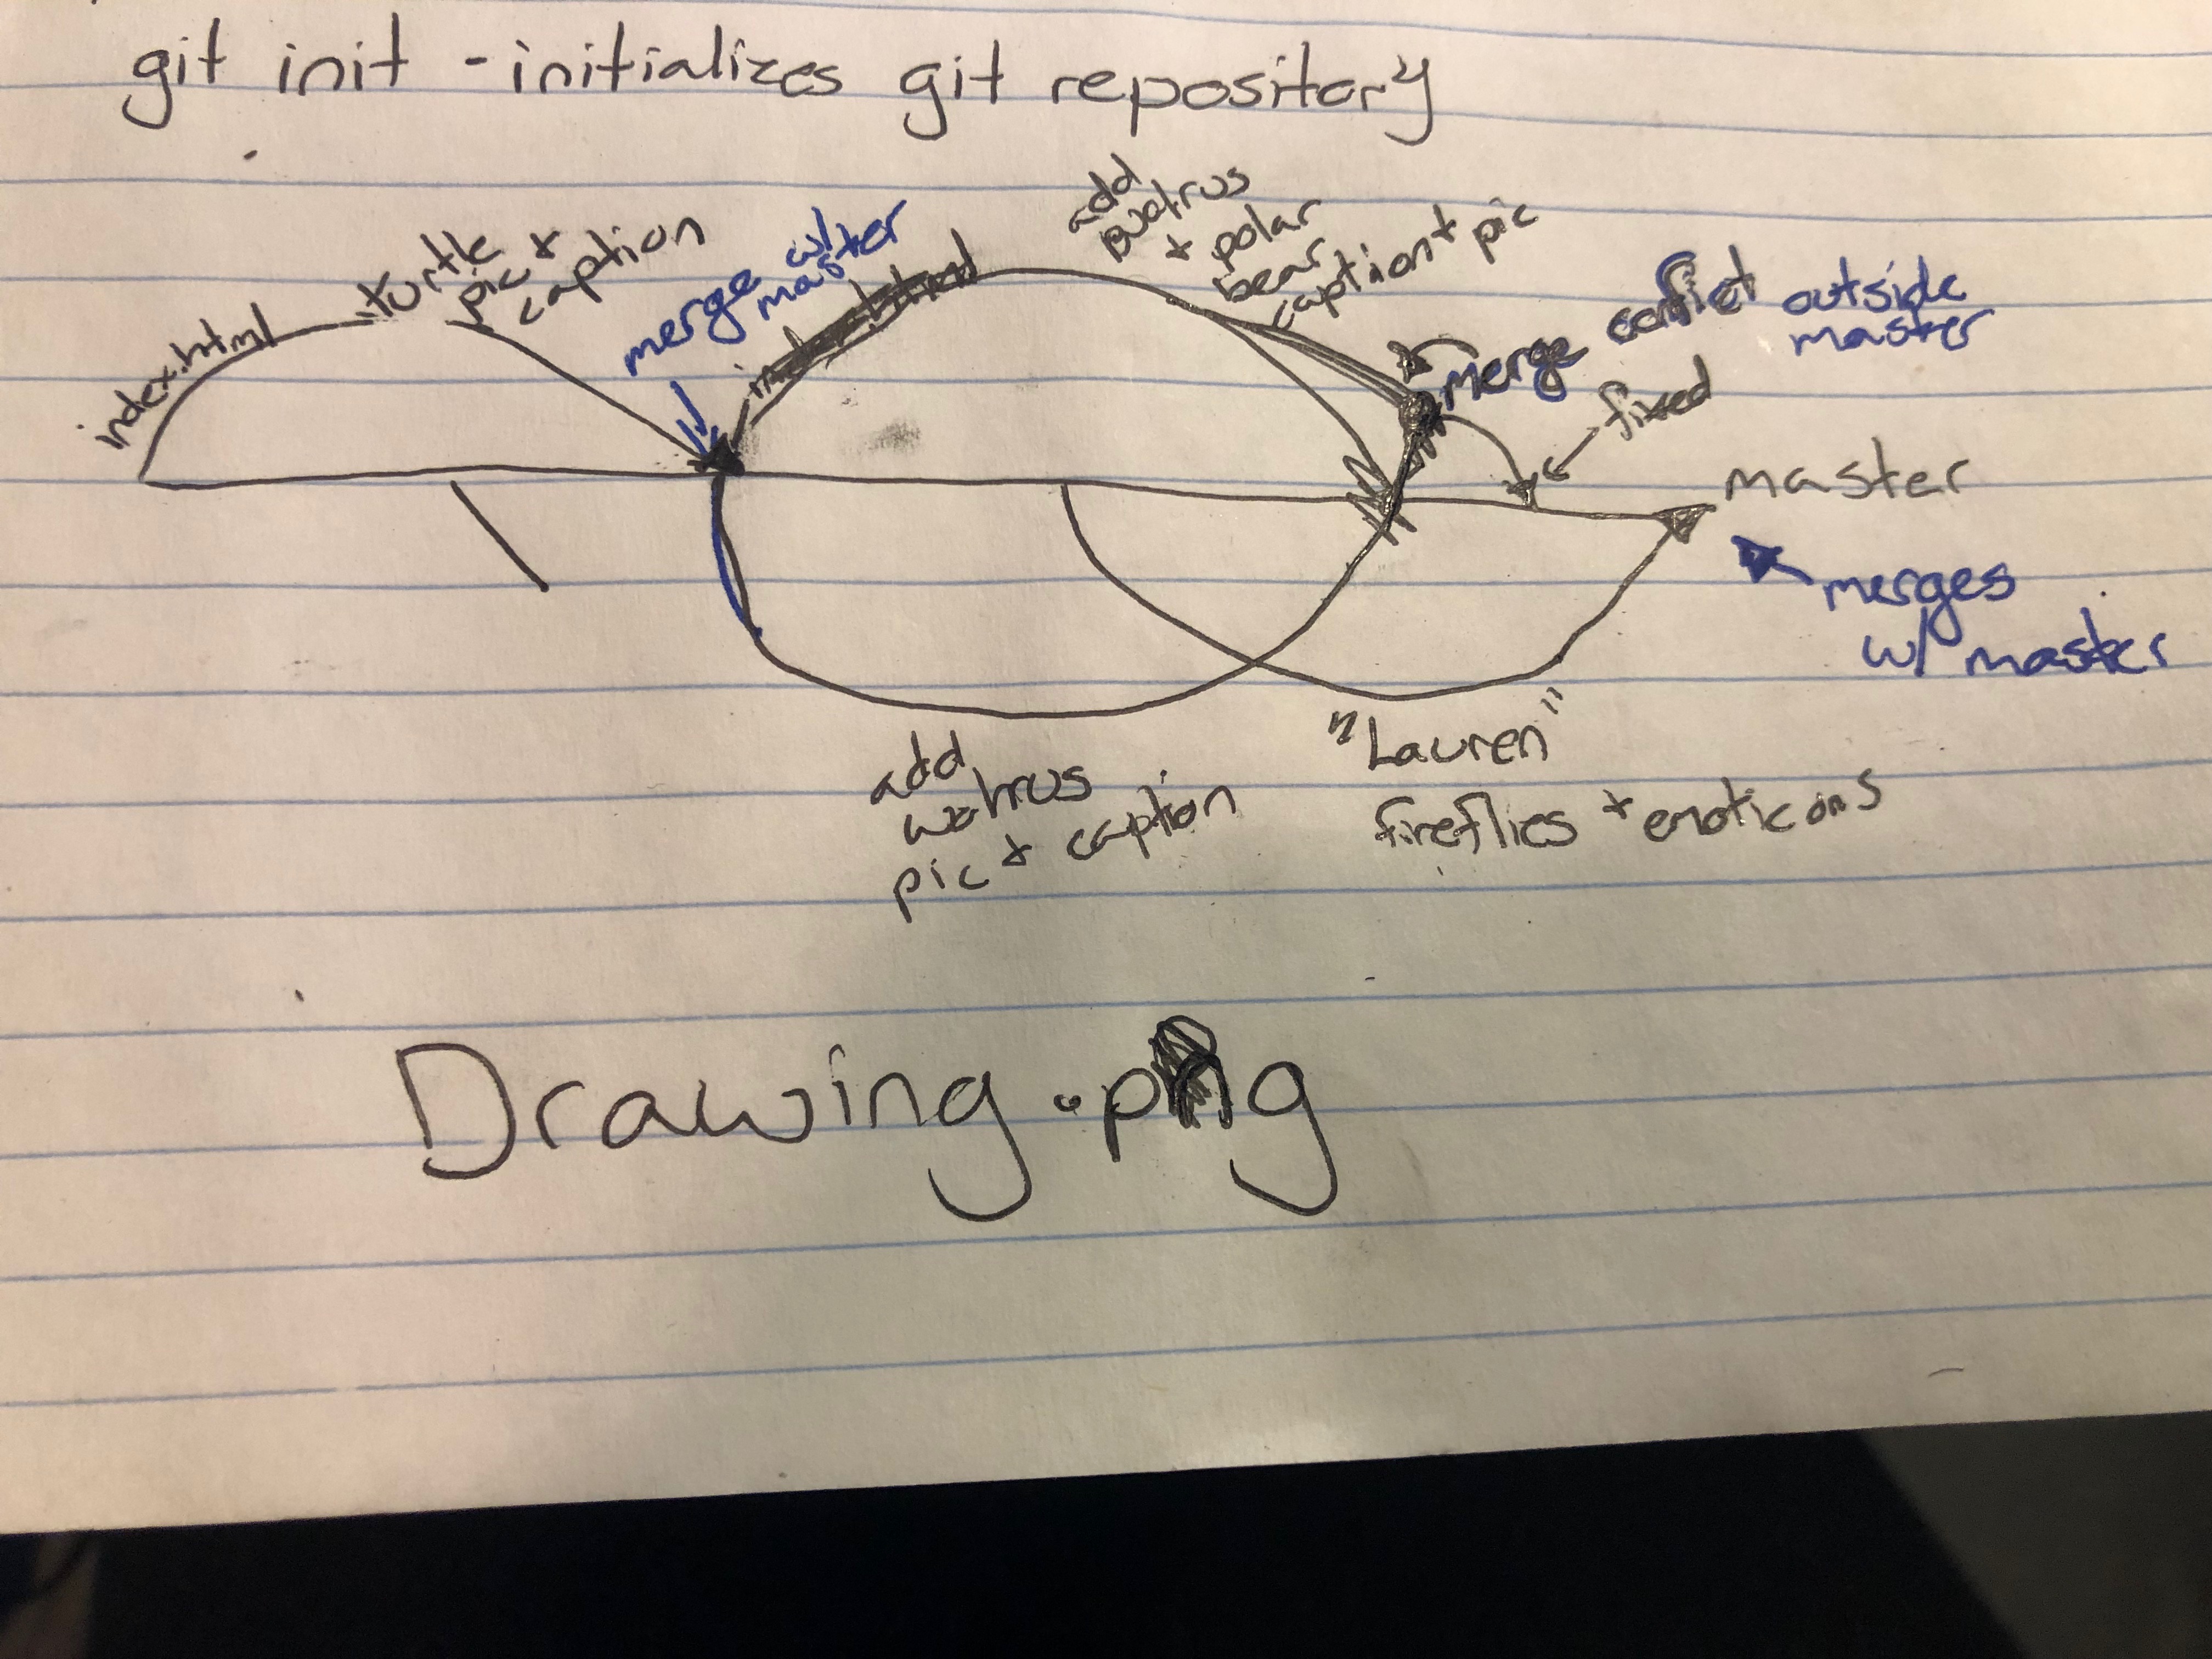 git init - initializes git repository
index.html
turtle +
pic caption
merge w/
master
add
walrus
+ polar
bear
caption + pic
merge conflict outside
master
fixed
master
merges
w/ master
"Lauren"
fireflies + emoticons
add
walrus
pic + caption
Drawing.png